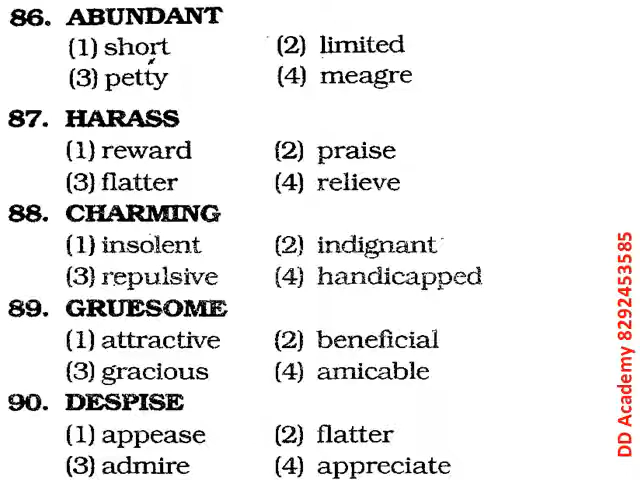 86. ABUNDANT
(1) short (2) limited
(3) petty (4) meagre
87. HARASS
(1) reward (2) praise
(3) flatter (4) relieve
88. CHARMING
(1) insolent (2) indignant
(3) repulsive (4) handicapped
89. GRUESOME
(1) attractive (2) beneficial
(3) gracious (4) amicable
90. DESPISE
(1) appease (2) flatter
(3) admire (4) appreciate
DD Academy 8292453585